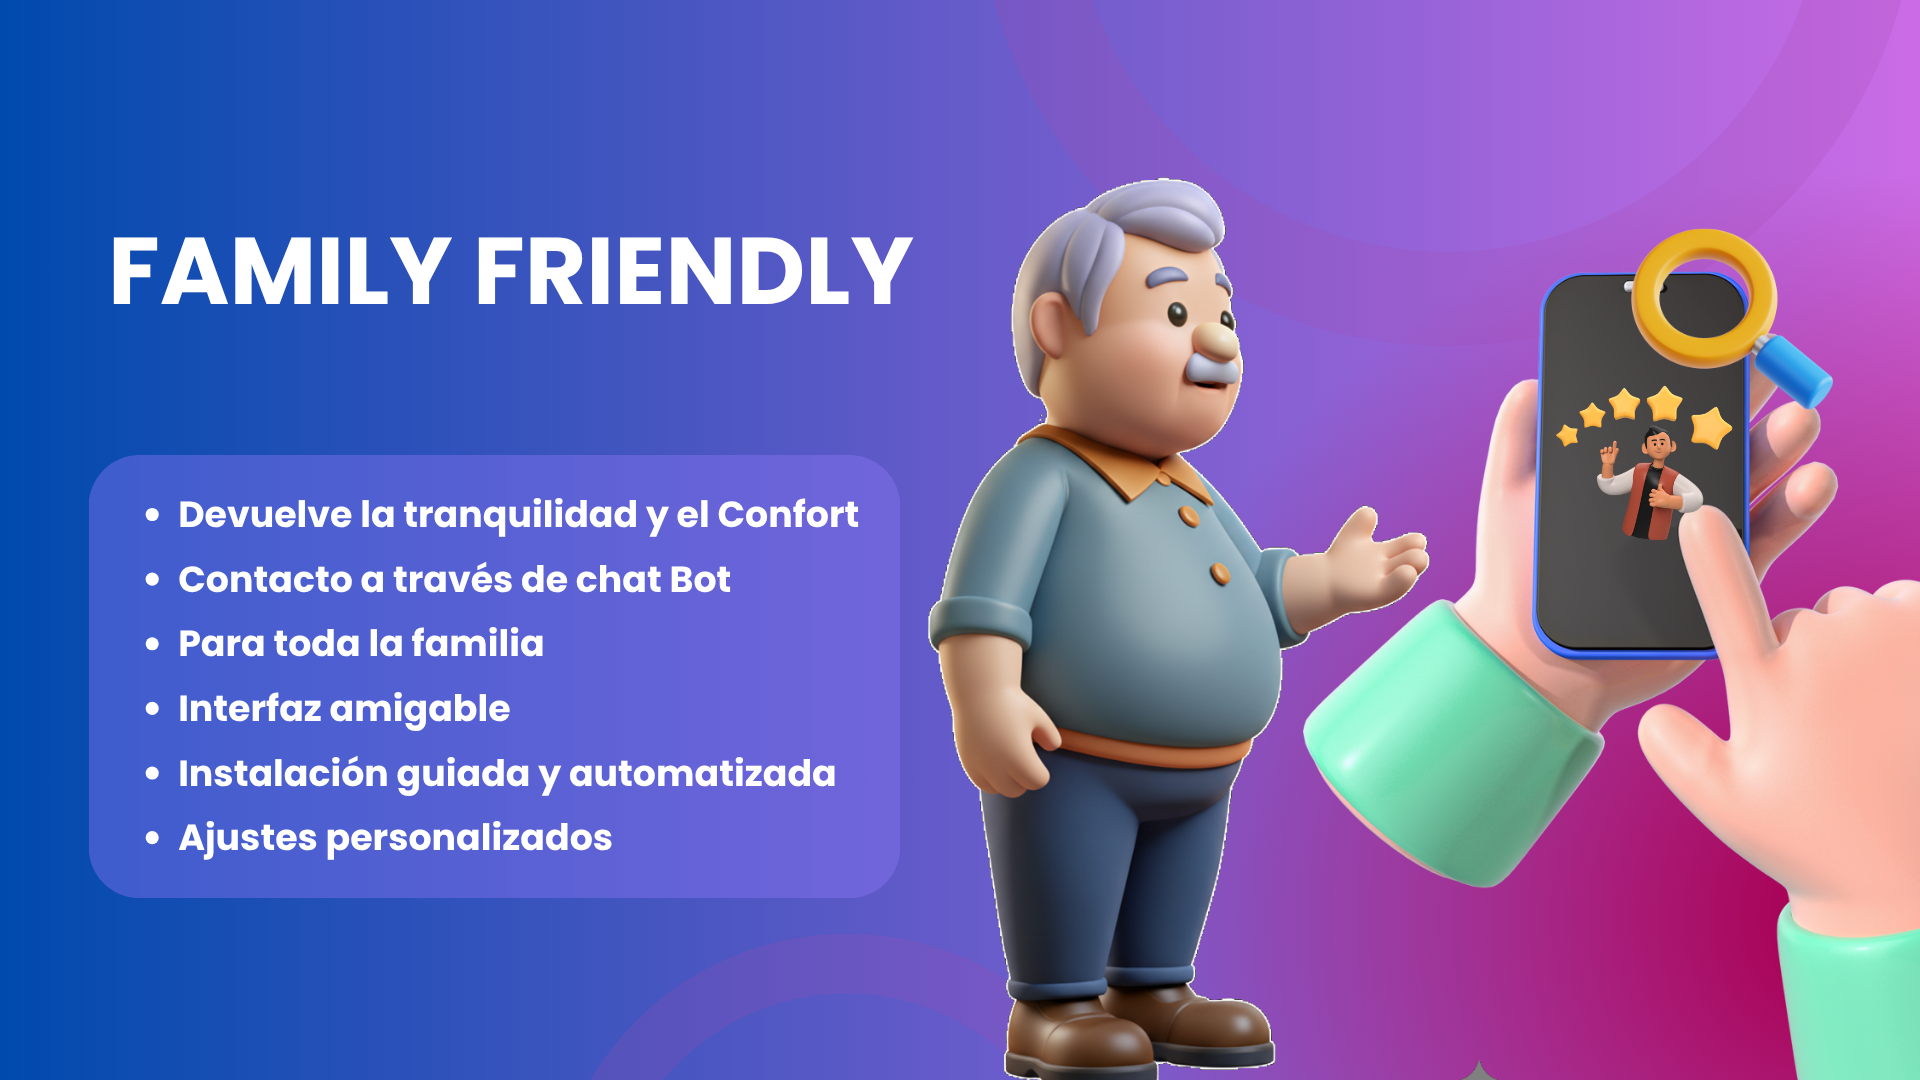 FAMILY FRIENDLY
• Devuelve la tranquilidad y el Confort
• Contacto a través de chat Bot
• Para toda la familia
• Interfaz amigable
• Instalación guiada y automatizada
• Ajustes personalizados